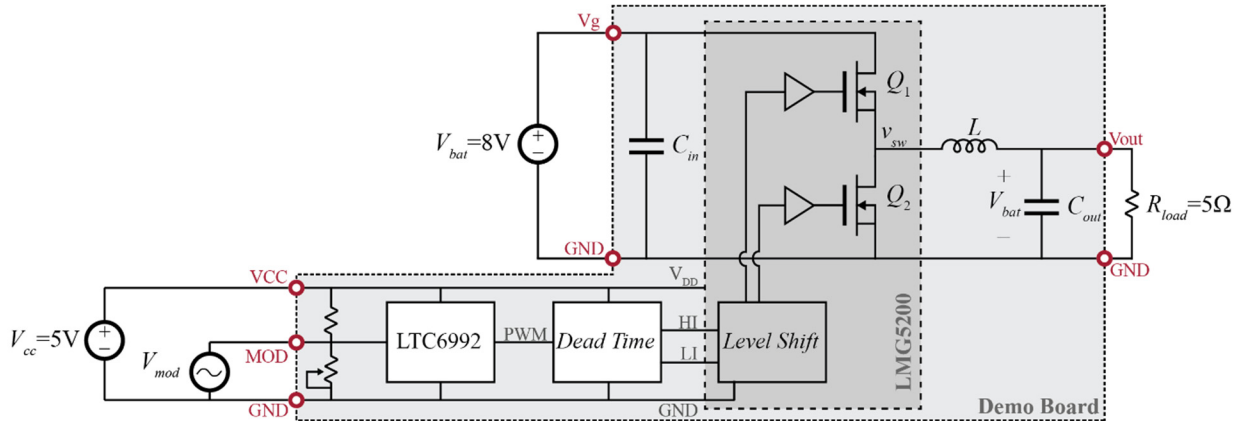 Vg
Q1
Vbat=8V
Cin
vsw
L
Vout
+
Vbat
−
Cout
Rload=5Ω
Q2
GND
GND
VCC
VDD
Vcc=5V
Vmod
MOD
LTC6992
PWM
Dead Time
HI
LI
Level Shift
LMG5200
GND
GND
Demo Board